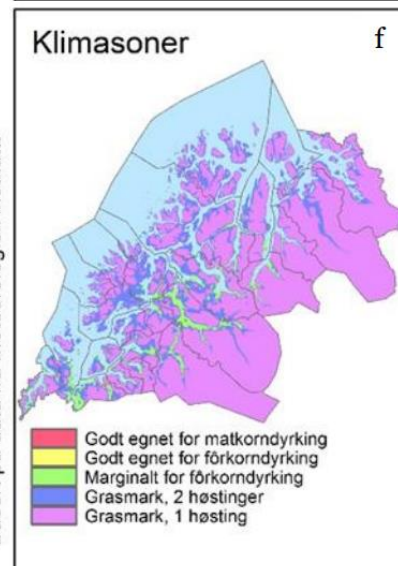 Klimasoner
f
Godt egnet for matkorndyrking
Godt egnet for fôrkorndyrking
Marginalt for fôrkorndyrking
Grasmark, 2 høstinger
Grasmark, 1 høsting